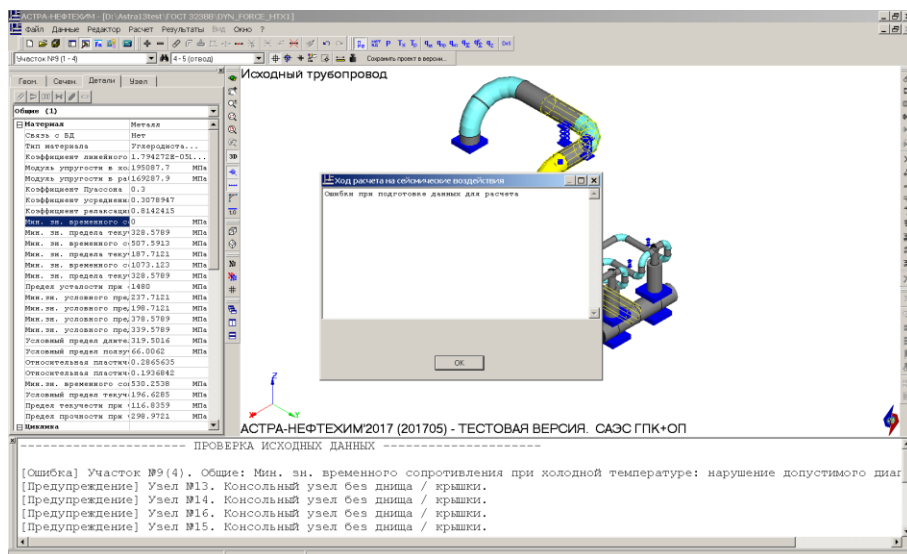 АСТРА-НЕФТЕХИМ - [D:\Astra13test\ГОСТ 32388\DYN_FORCE_HTX1]
Файл Данные Редактор Расчет Результаты Вид Окно ?
Участок №9 (1 - 4) 4 - 5 (отвод) Сохранить проект в версии...
Геом. Сечен. Детали Узел
Общие (1)
Материал Металл
Связь с БД Нет
Тип материала Углеродиста...
Коэффициент линейного 1.794272E-05
Модуль упругости в хо 195087.7 МПа
Модуль упругости в ра 169287.9 МПа
Коэффициент Пуассона 0.3
Коэффициент усреднени 0.3078947
Коэффициент релаксаци 0.8142415
Мин. зн. временного с 0 МПа
Мин. зн. предела теку 328.5789 МПа
Мин. зн. временного с 507.5913 МПа
Мин. зн. предела теку 187.7121 МПа
Мин. зн. временного с 1073.123 МПа
Мин. зн. предела теку 328.5789 МПа
Предел усталости при 1480 МПа
Мин.зн. условного пре 237.7121 МПа
Мин.зн. условного пре 198.7121 МПа
Мин.зн. условного пре 378.5789 МПа
Мин.зн. условного пре 339.5789 МПа
Условный предел длите 319.5016 МПа
Условный предел ползу 66.0062 МПа
Относительная пластич 0.2865635
Относительная пластич 0.1936842
Мин.зн. временного со 530.2538 МПа
Условный предел текуч 196.6285 МПа
Предел текучести при 116.8359 МПа
Предел прочности при 298.9721 МПа
Циклика
3D
Исходный трубопровод
Ход расчета на сейсмические воздействия
Ошибки при подготовке данных для расчета
OK
Z
X
Y
АСТРА-НЕФТЕХИМ'2017 (201705) - ТЕСТОВАЯ ВЕРСИЯ. САЭС ГПК+ОП
---------------------- ПРОВЕРКА ИСХОДНЫХ ДАННЫХ ---------------------
[Ошибка] Участок №9(4). Общие: Мин. зн. временного сопротивления при холодной температуре: нарушение допустимого диап
[Предупреждение] Узел №13. Консольный узел без днища / крышки.
[Предупреждение] Узел №14. Консольный узел без днища / крышки.
[Предупреждение] Узел №16. Консольный узел без днища / крышки.
[Предупреждение] Узел №15. Консольный узел без днища / крышки.